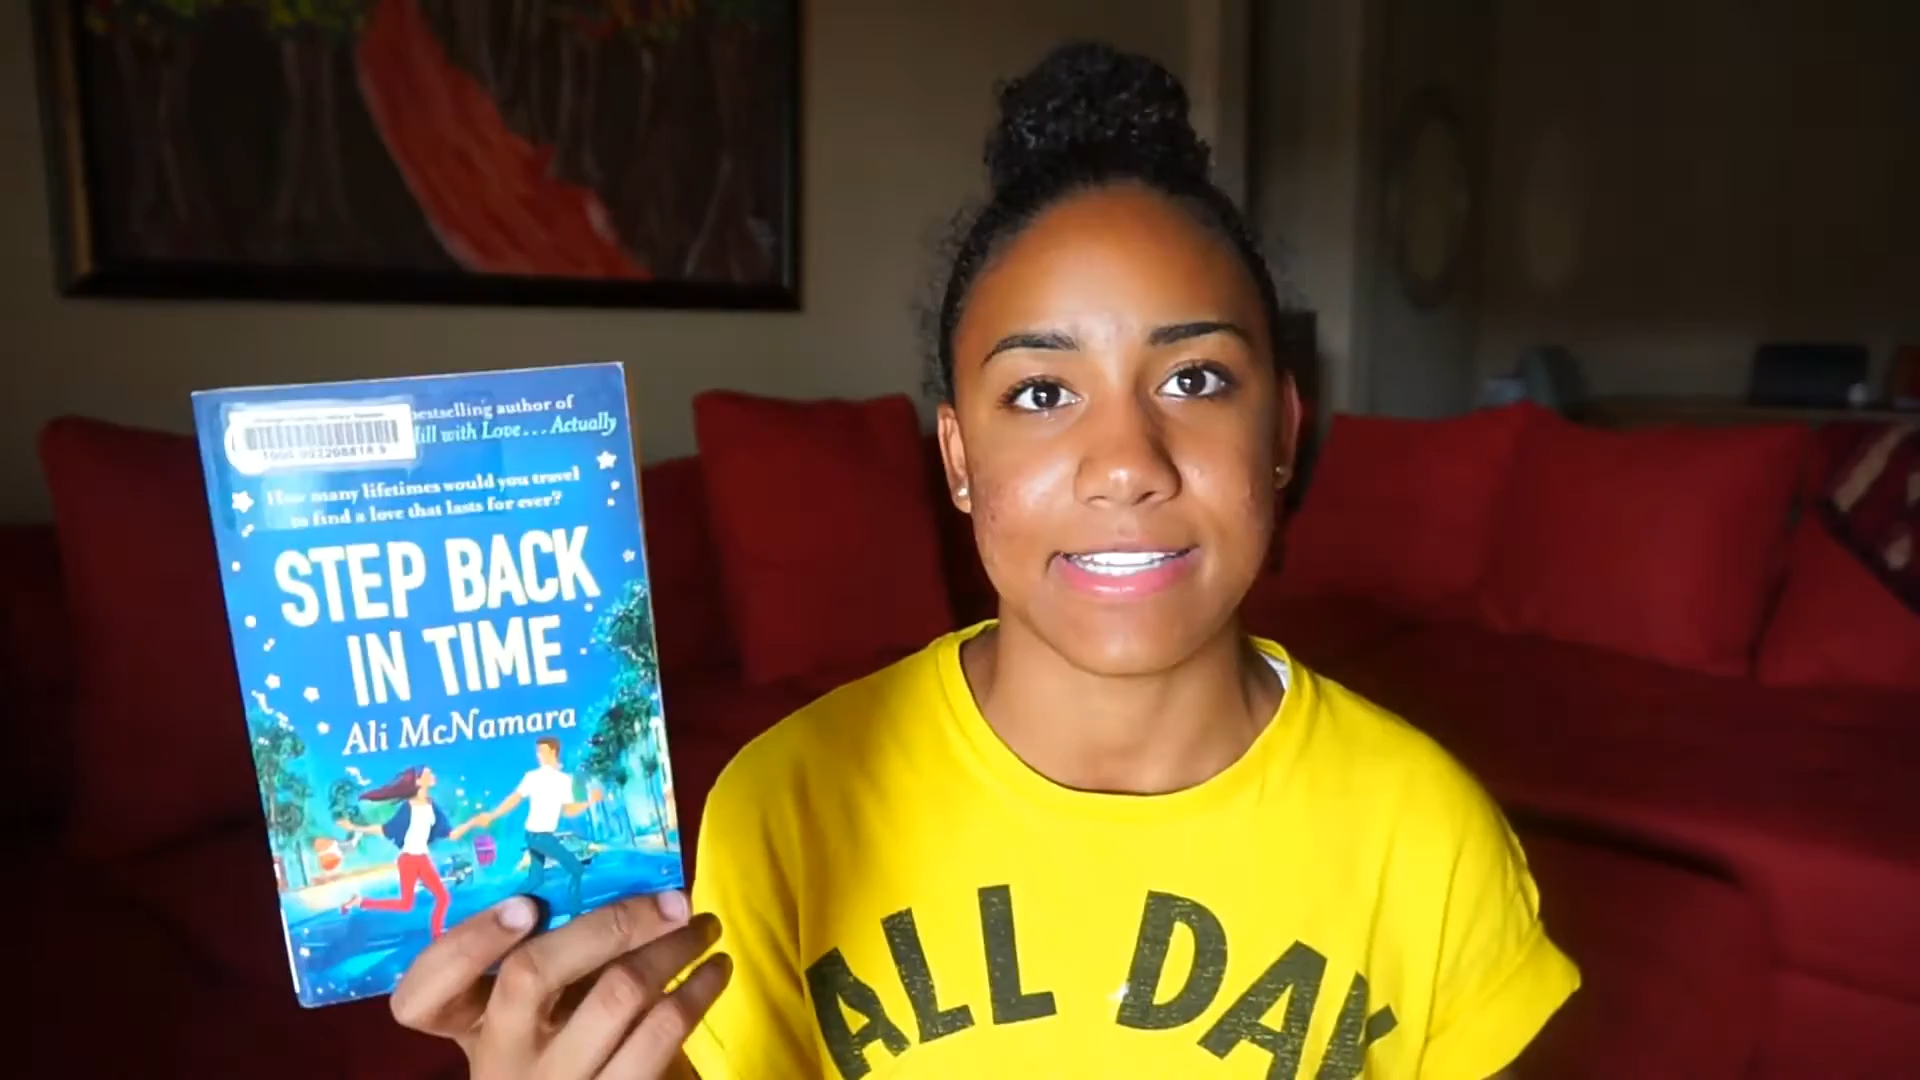 bestselling author of
Hill with Love... Actually
How many lifetimes would you travel
to find a love that lasts for ever?
STEP BACK
IN TIME
Ali McNamara
ALL DAY